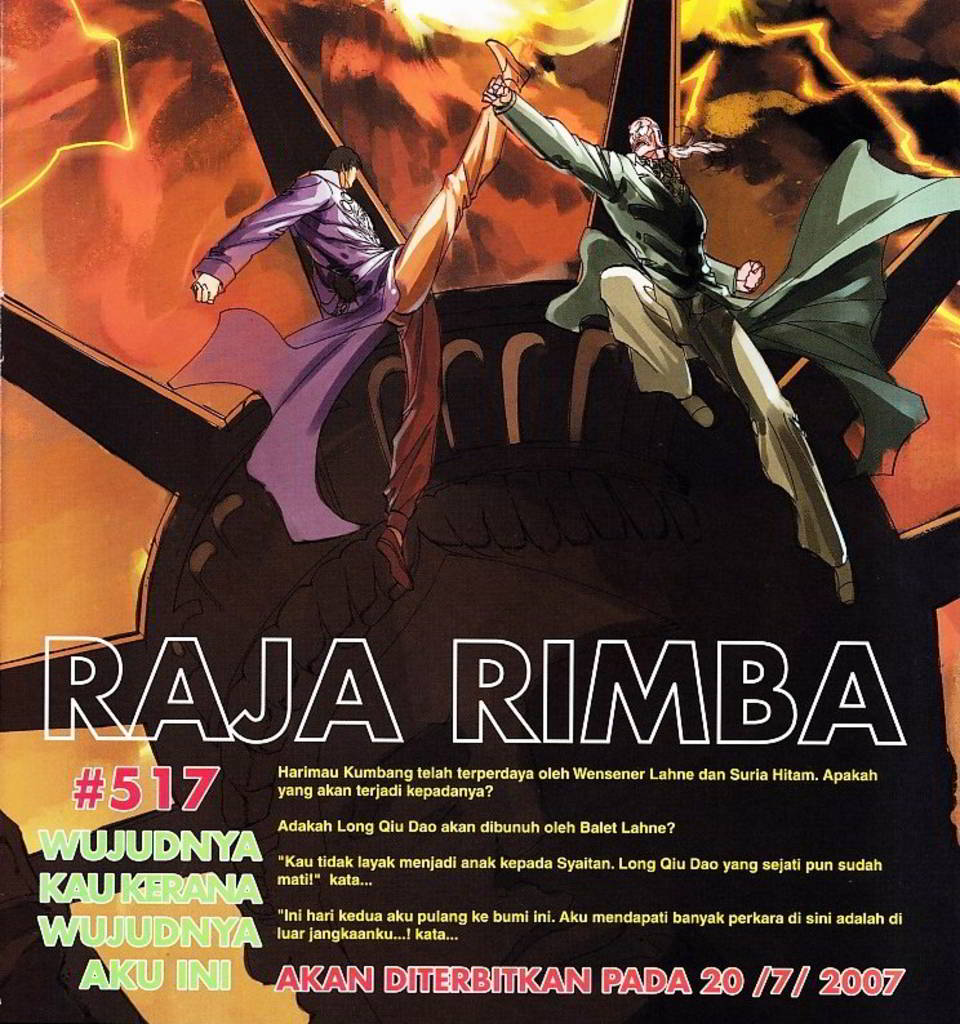 RAJA RIMBA
#517
WUJUDNYA
KAU KERANA
WUJUDNYA
AKU INI
Harimau Kumbang telah terperdaya oleh Wensener Lahne dan Suria Hitam. Apakah
yang akan terjadi kepadanya?
Adakah Long Qiu Dao akan dibunuh oleh Balet Lahne?
"Kau tidak layak menjadi anak kepada Syaitan. Long Qiu Dao yang sejati pun sudah
mati!" kata...
"Ini hari kedua aku pulang ke bumi ini. Aku mendapati banyak perkara di sini adalah di
luar jangkaanku...! kata...
AKAN DITERBITKAN PADA 20 /7/ 2007